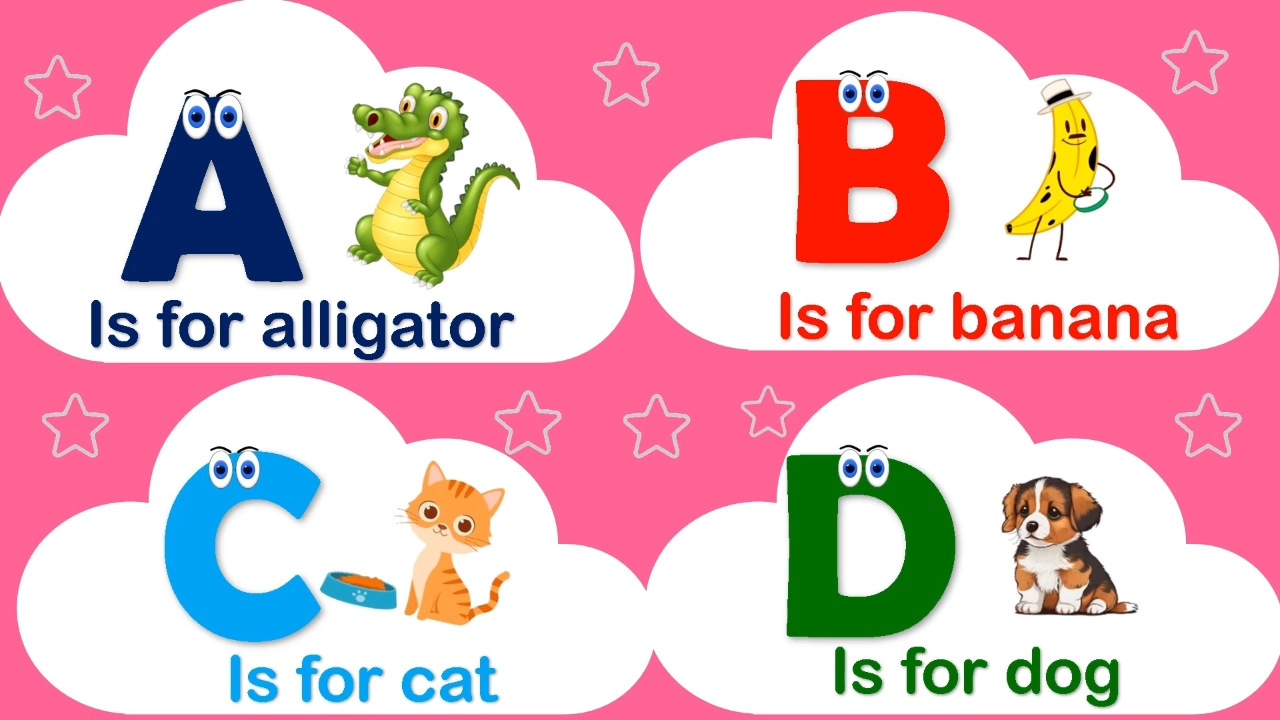 A
Is for alligator
B
Is for banana
C
Is for cat
D
Is for dog